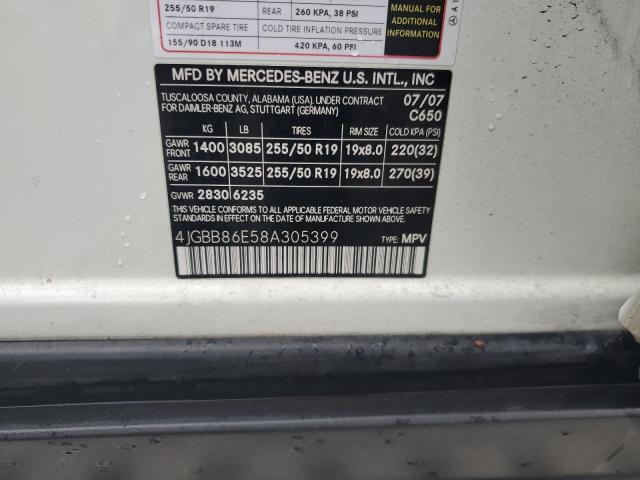 255/50 R19 REAR 260 KPA, 38 PSI
MANUAL FOR
ADDITIONAL
INFORMATION
COMPACT SPARE TIRE COLD TIRE INFLATION PRESSURE
155/90 D18 113M 420 KPA, 60 PSI
MFD BY MERCEDES-BENZ U.S. INTL., INC
TUSCALOOSA COUNTY, ALABAMA (USA), UNDER CONTRACT 07/07
FOR DAIMLER-BENZ AG, STUTTGART (GERMANY) C650
KG LB TIRES RIM SIZE COLD KPA (PSI)
GAWR FRONT 1400 3085 255/50 R19 19x8.0 220(32)
GAWR REAR 1600 3525 255/50 R19 19x8.0 270(39)
GVWR 2830 6235
THIS VEHICLE CONFORMS TO ALL APPLICABLE FEDERAL MOTOR VEHICLE SAFETY
STANDARDS IN EFFECT ON THE DATE OF MANUFACTURE SHOWN ABOVE.
4JGBB86E58A305399 TYPE: MPV